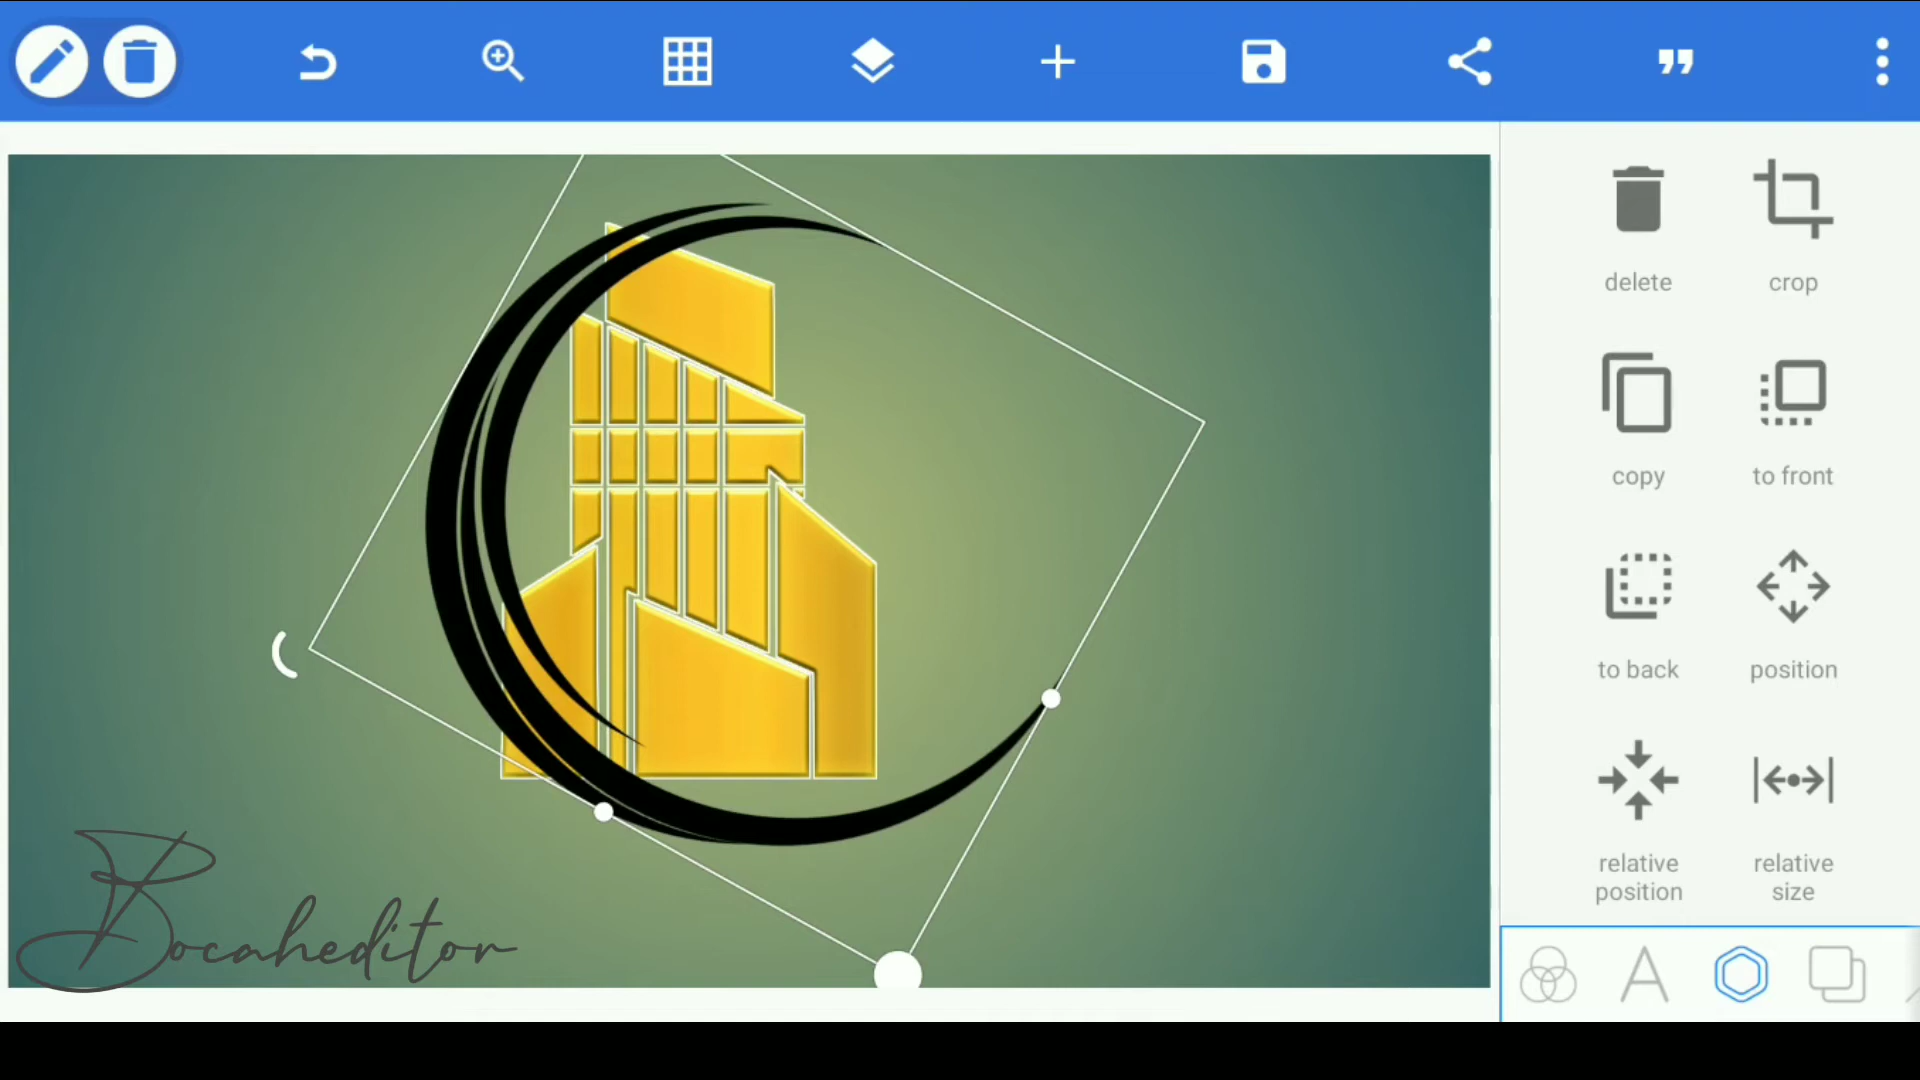 delete
crop
copy
to front
to back
position
relative
position
relative
size
Bocaheditor